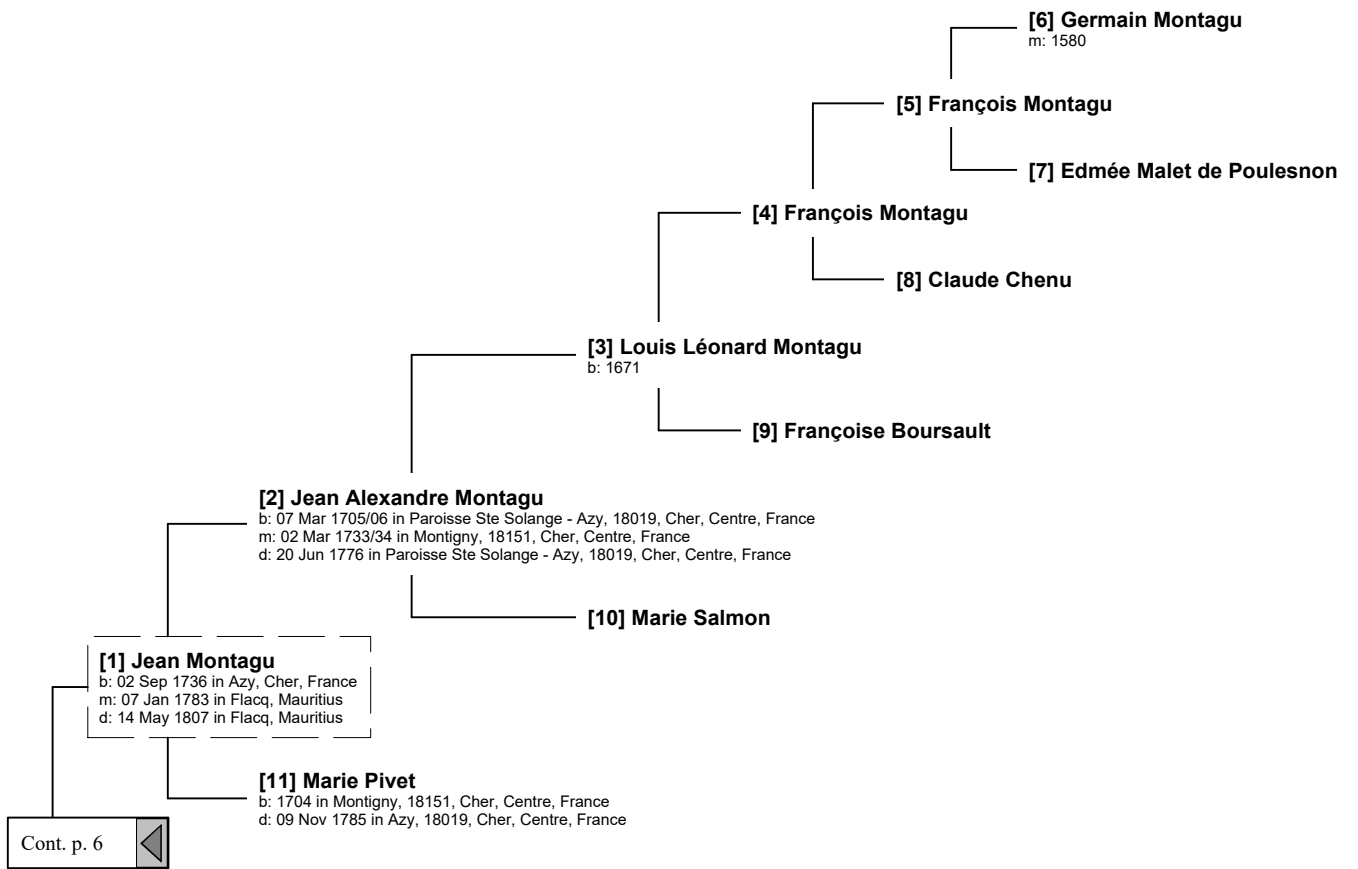 [6] Germain Montagu
m: 1580
[5] François Montagu
[7] Edmée Malet de Poulesnon
[4] François Montagu
[8] Claude Chenu
[3] Louis Léonard Montagu
b: 1671
[9] Françoise Boursault
[2] Jean Alexandre Montagu
b: 07 Mar 1705/06 in Paroisse Ste Solange - Azy, 18019, Cher, Centre, France
m: 02 Mar 1733/34 in Montigny, 18151, Cher, Centre, France
d: 20 Jun 1776 in Paroisse Ste Solange - Azy, 18019, Cher, Centre, France
[10] Marie Salmon
[1] Jean Montagu
b: 02 Sep 1736 in Azy, Cher, France
m: 07 Jan 1783 in Flacq, Mauritius
d: 14 May 1807 in Flacq, Mauritius
[11] Marie Pivet
b: 1704 in Montigny, 18151, Cher, Centre, France
d: 09 Nov 1785 in Azy, 18019, Cher, Centre, France
Cont. p. 6